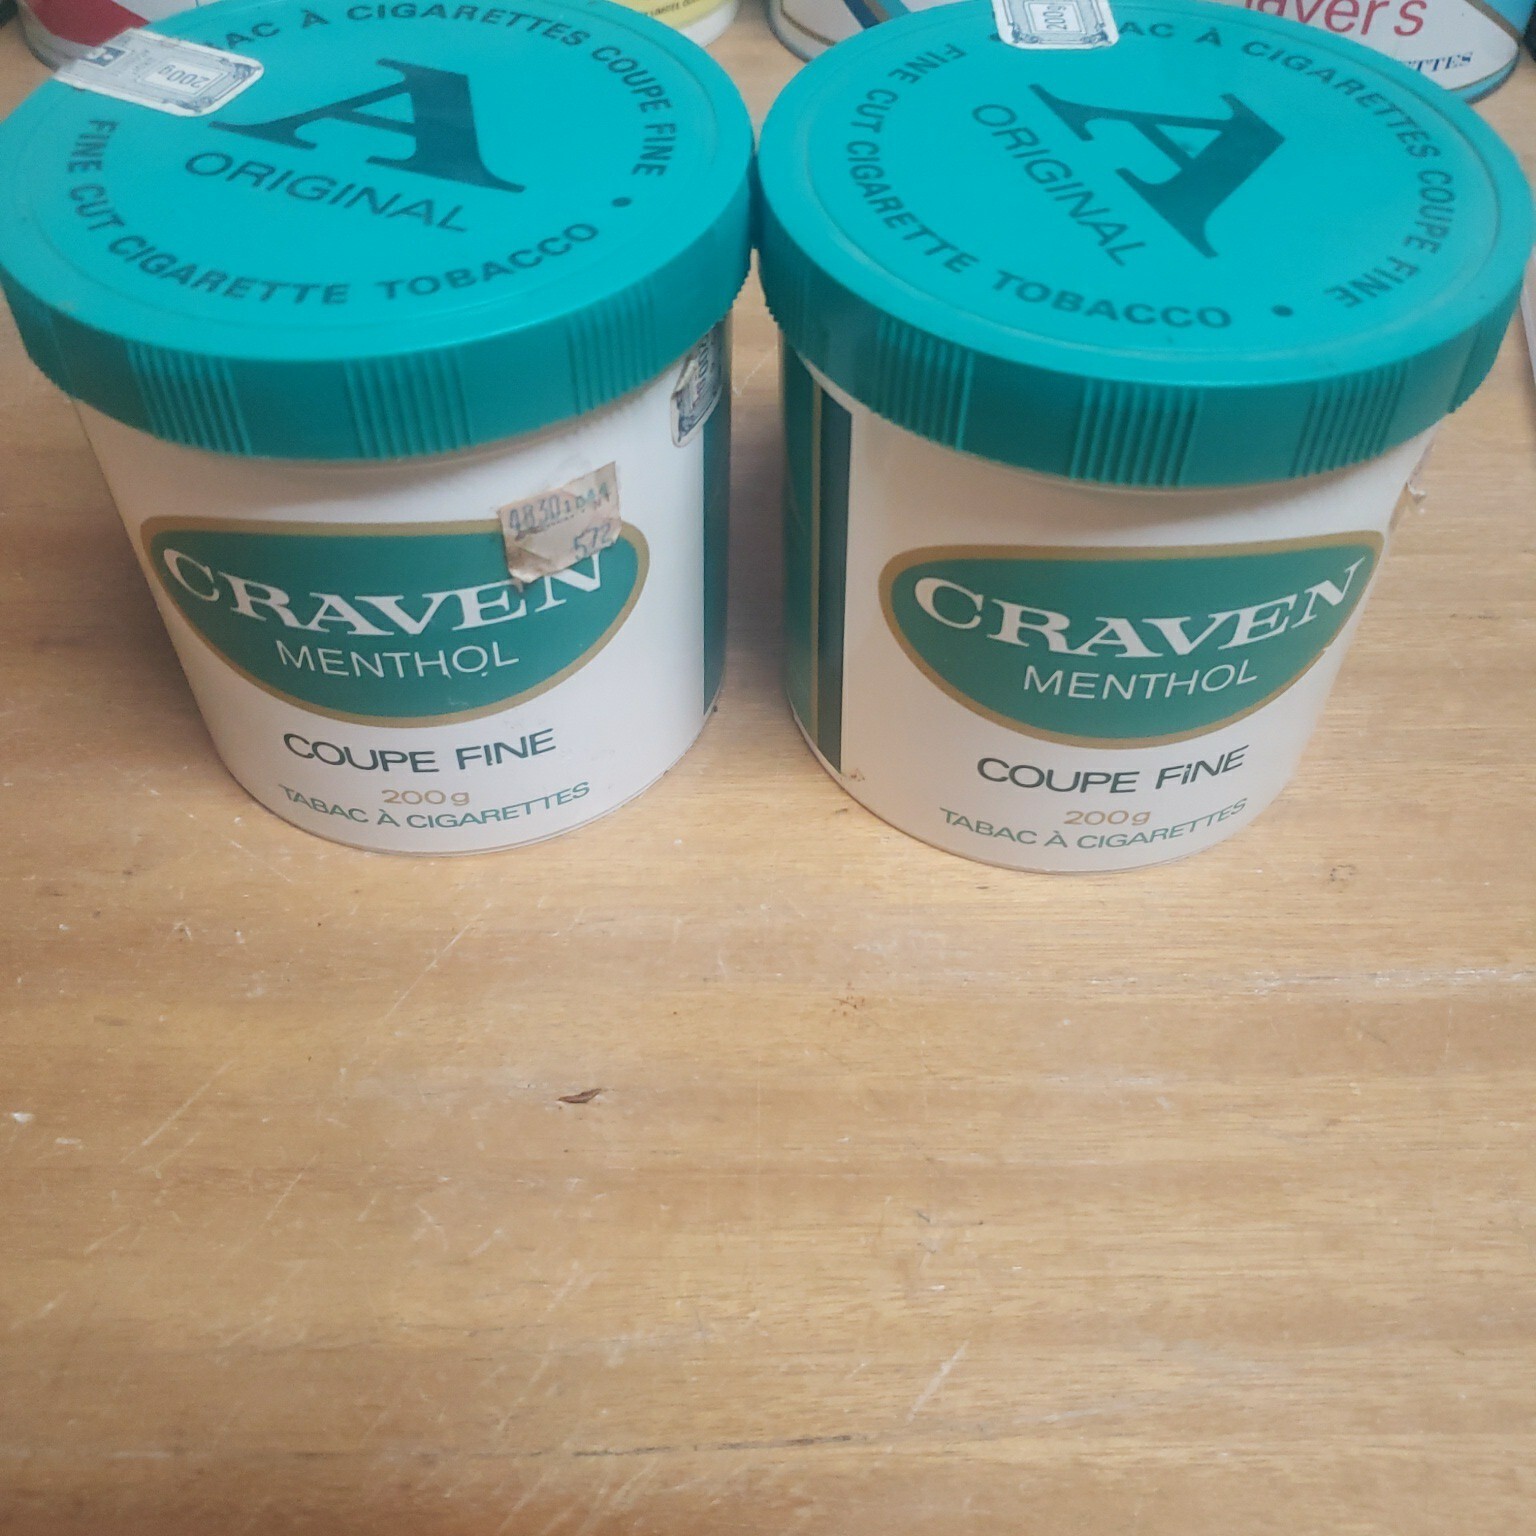 TABAC À CIGARETTES COUPE FINE
200g
A
ORIGINAL
FINE CUT CIGARETTE TOBACCO
CRAVEN
MENTHOL
COUPE FINE
200g
TABAC À CIGARETTES
572
AC À CIGARETTES COUPE FINE
200g
A
ORIGINAL
FINE CUT CIGARETTE TOBACCO
CRAVEN
MENTHOL
COUPE FINE
200g
TABAC À CIGARETTES